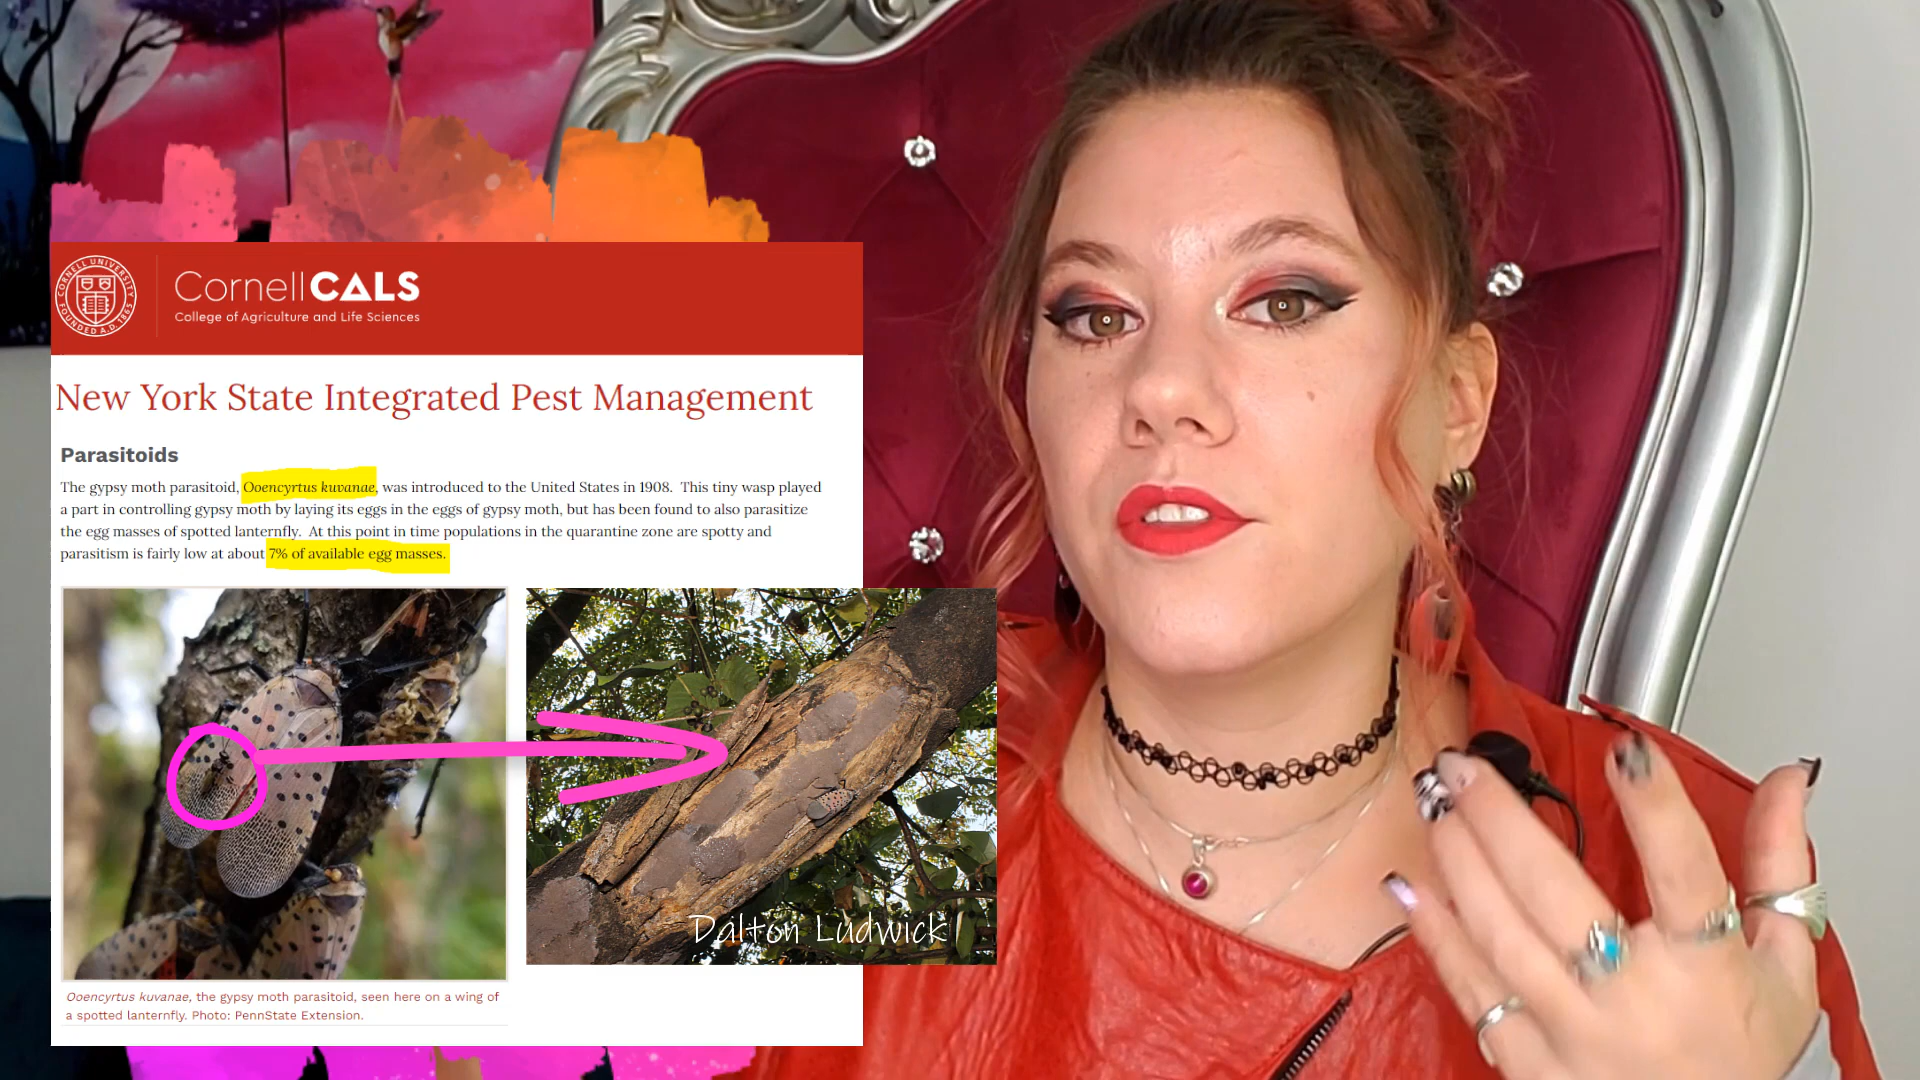 CORNELL UNIVERSITY
FOUNDED A.D. 1865
CornellCALS
College of Agriculture and Life Sciences
New York State Integrated Pest Management
Parasitoids
The gypsy moth parasitoid, Ooencyrtus kuvanae, was introduced to the United States in 1908. This tiny wasp played
a part in controlling gypsy moth by laying its eggs in the eggs of gypsy moth, but has been found to also parasitize
the egg masses of spotted lanternfly. At this point in time populations in the quarantine zone are spotty and
parasitism is fairly low at about 7% of available egg masses.
Dalton Ludwick
Ooencyrtus kuvanae, the gypsy moth parasitoid, seen here on a wing of
a spotted lanternfly. Photo: PennState Extension.